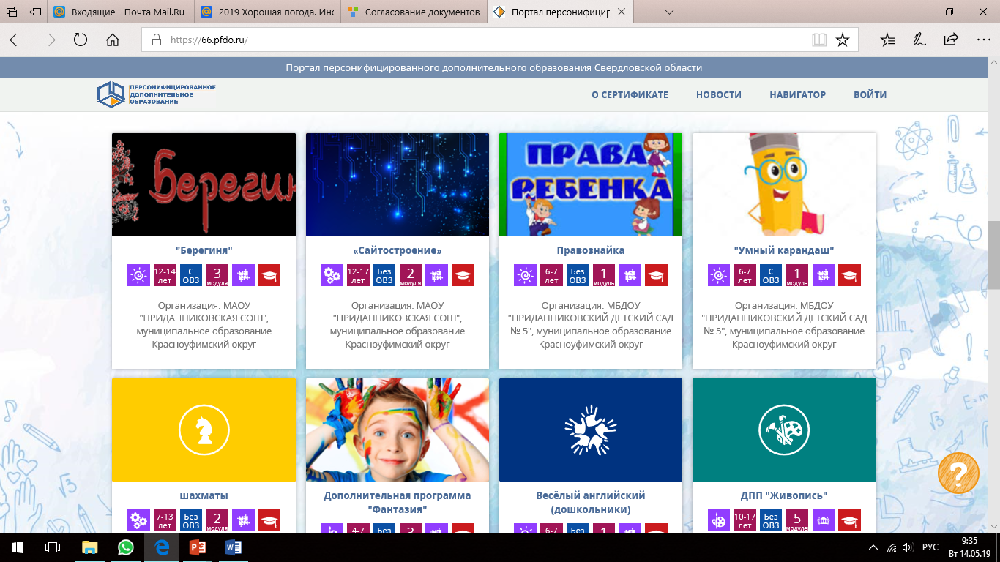 Входящие - Почта Mail.Ru
2019 Хорошая погода. Инс
Согласование документов
Портал персонифицир
https://66.pfdo.ru/
Портал персонифицированного дополнительного образования Свердловской области
ПЕРСОНИФИЦИРОВАННОЕ
ДОПОЛНИТЕЛЬНОЕ
ОБРАЗОВАНИЕ
О СЕРТИФИКАТЕ
НОВОСТИ
НАВИГАТОР
ВОЙТИ
Берегин
"Берегиня"
12-14 лет
С ОВЗ
3 модуля
Организация: МАОУ
"ПРИДАННИКОВСКАЯ СОШ",
муниципальное образование
Красноуфимский округ
«Сайтостроение»
12-17 лет
Без ОВЗ
2 модуля
Организация: МАОУ
"ПРИДАННИКОВСКАЯ СОШ",
муниципальное образование
Красноуфимский округ
ПРАВА
РЕБЕНКА
Правознайка
6-7 лет
Без ОВЗ
1 модуль
Организация: МБДОУ
"ПРИДАННИКОВСКИЙ ДЕТСКИЙ САД
№ 5", муниципальное образование
Красноуфимский округ
"Умный карандаш"
6-7 лет
С ОВЗ
1 модуль
Организация: МБДОУ
"ПРИДАННИКОВСКИЙ ДЕТСКИЙ САД
№ 5", муниципальное образование
Красноуфимский округ
шахматы
7-13 лет
Без ОВЗ
2 модуля
Дополнительная программа
"Фантазия"
4-7
Без
3
Весёлый английский
(дошкольники)
6-7
Без
1
ДПП "Живопись"
10-17 лет
Без ОВЗ
5 модулей
?
E=mc²
√3
E=m
√3
РУС
9:35
Вт 14.05.19